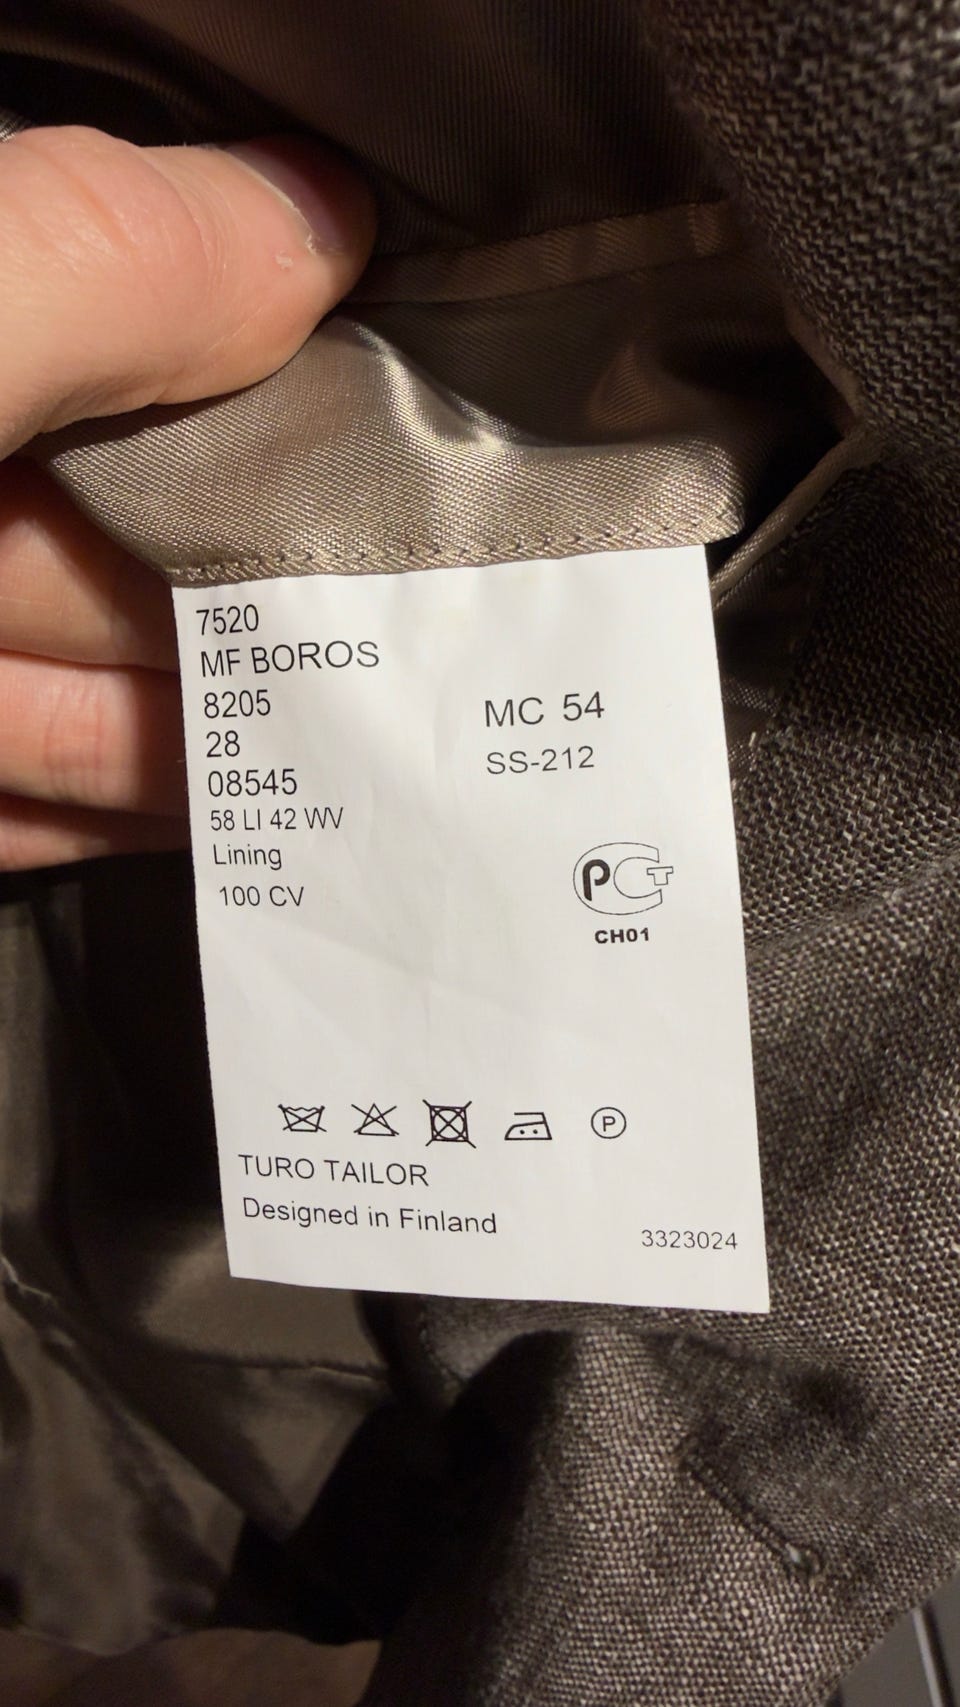 7520
MF BOROS
8205
28
08545
58 LI 42 WV
Lining
100 CV
MC 54
SS-212
РСТ
CH01
P
TURO TAILOR
Designed in Finland
3323024